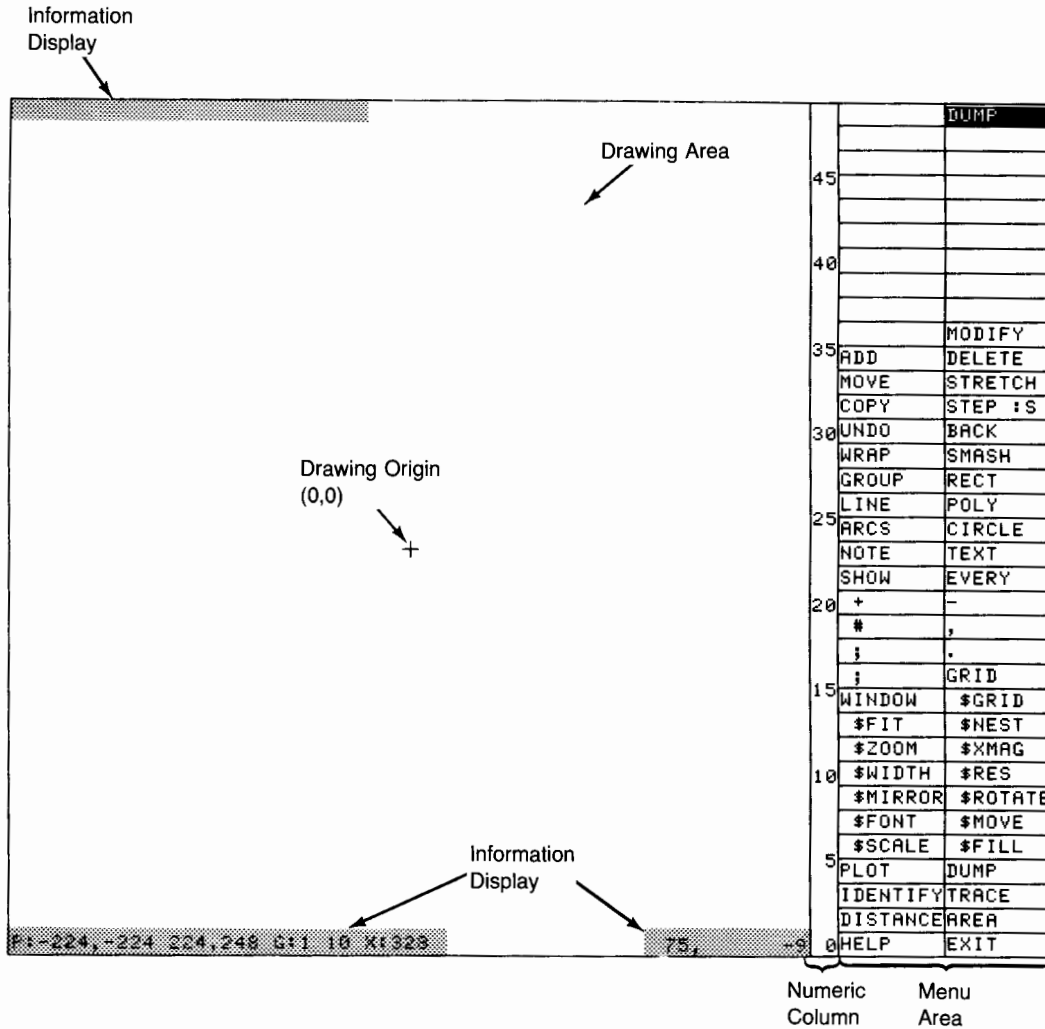 Information
Display
DUMP
Drawing Area
45
40
MODIFY
35
ADD DELETE
MOVE STRETCH
COPY STEP :S
30
UNDO BACK
WRAP SMASH
GROUP RECT
Drawing Origin
(0,0)
LINE POLY
25
ARCS CIRCLE
NOTE TEXT
SHOW EVERY
20
+ -
# ,
; .
; GRID
15
WINDOW $GRID
$FIT $NEST
$ZOOM $XMAG
10
$WIDTH $RES
$MIRROR $ROTATE
$FONT $MOVE
$SCALE $FILL
5
Information
Display
PLOT DUMP
IDENTIFY TRACE
DISTANCE AREA
P:-224,-224 224,248 G:1 10 X:328 75, -9
0
HELP EXIT
Numeric
Column
Menu
Area